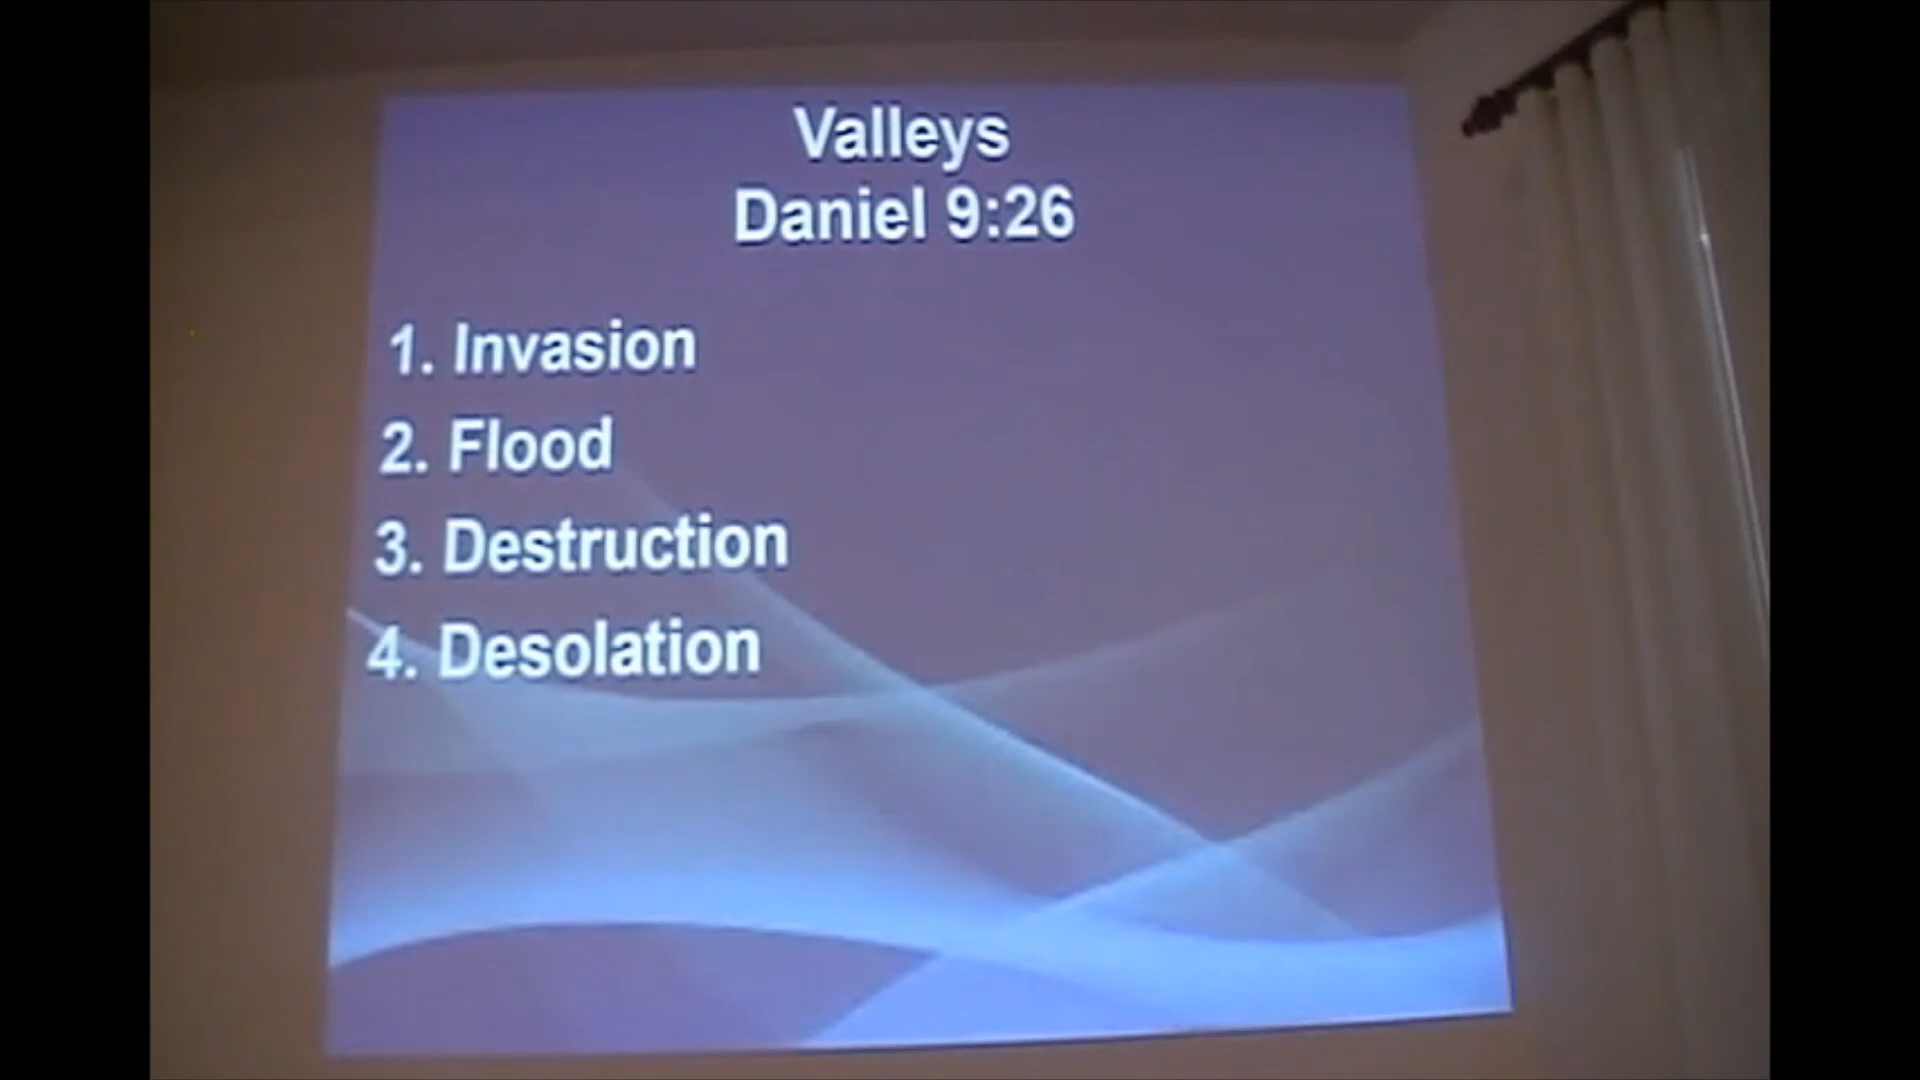 Valleys
Daniel 9:26
1. Invasion
2. Flood
3. Destruction
4. Desolation